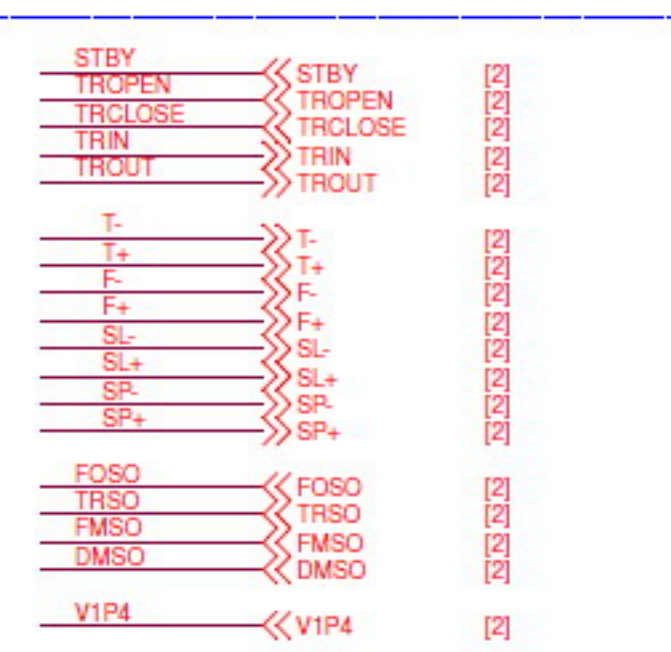 STBY STBY [2]
TROPEN TROPEN [2]
TRCLOSE TRCLOSE [2]
TRIN TRIN [2]
TROUT TROUT [2]
T- T- [2]
T+ T+ [2]
F- F- [2]
F+ F+ [2]
SL- SL- [2]
SL+ SL+ [2]
SP- SP- [2]
SP+ SP+ [2]
FOSO FOSO [2]
TRSO TRSO [2]
FMSO FMSO [2]
DMSO DMSO [2]
V1P4 V1P4 [2]